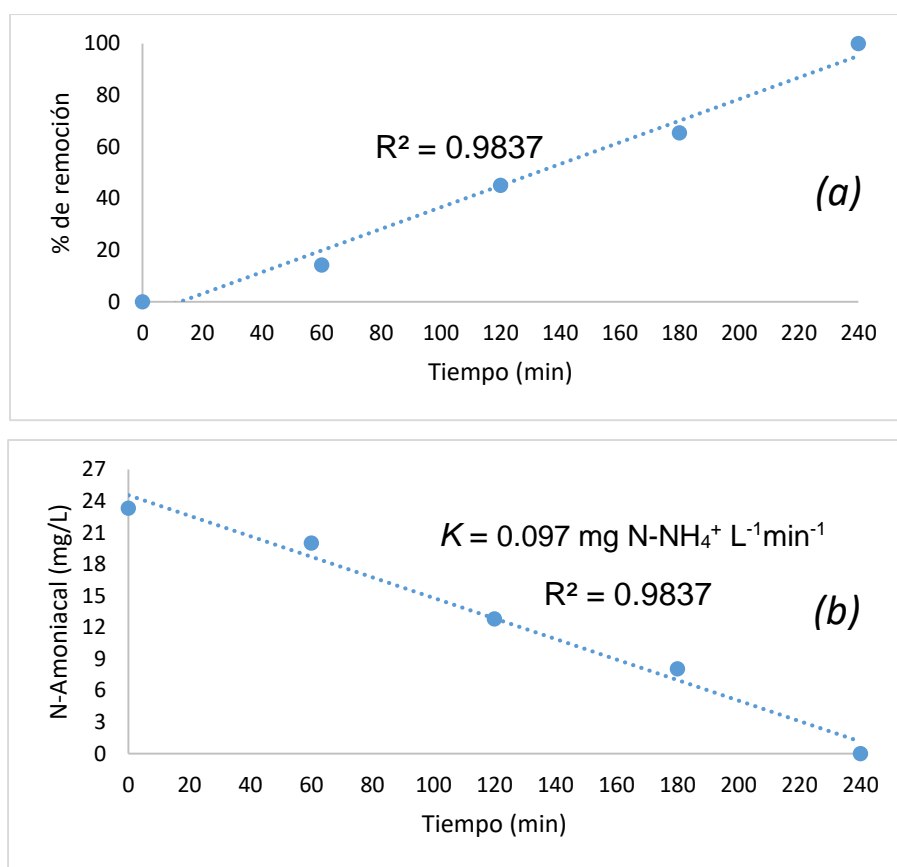 100
80
60
40
20
0
% de remoción
R² = 0.9837
(a)
0 20 40 60 80 100 120 140 160 180 200 220 240
Tiempo (min)
27
24
21
18
15
12
9
6
3
0
N-Amoniacal (mg/L)
K = 0.097 mg N-NH₄⁺ L⁻¹min⁻¹
R² = 0.9837
(b)
0 20 40 60 80 100 120 140 160 180 200 220 240
Tiempo (min)